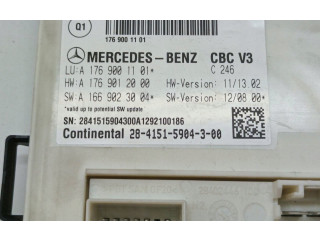 Q1
176 900 11 01
MERCEDES-BENZ CBC V3
LU:A 176 900 11 01* C 246
HW:A 176 901 20 00 HW-Version: 11/13.02
SW:A 166 902 30 04* SW-Version: 12/08.00*
*valid up to potential SW update
SN: 2841515904300A1292100186
Continental 28-4151-5904-3-00